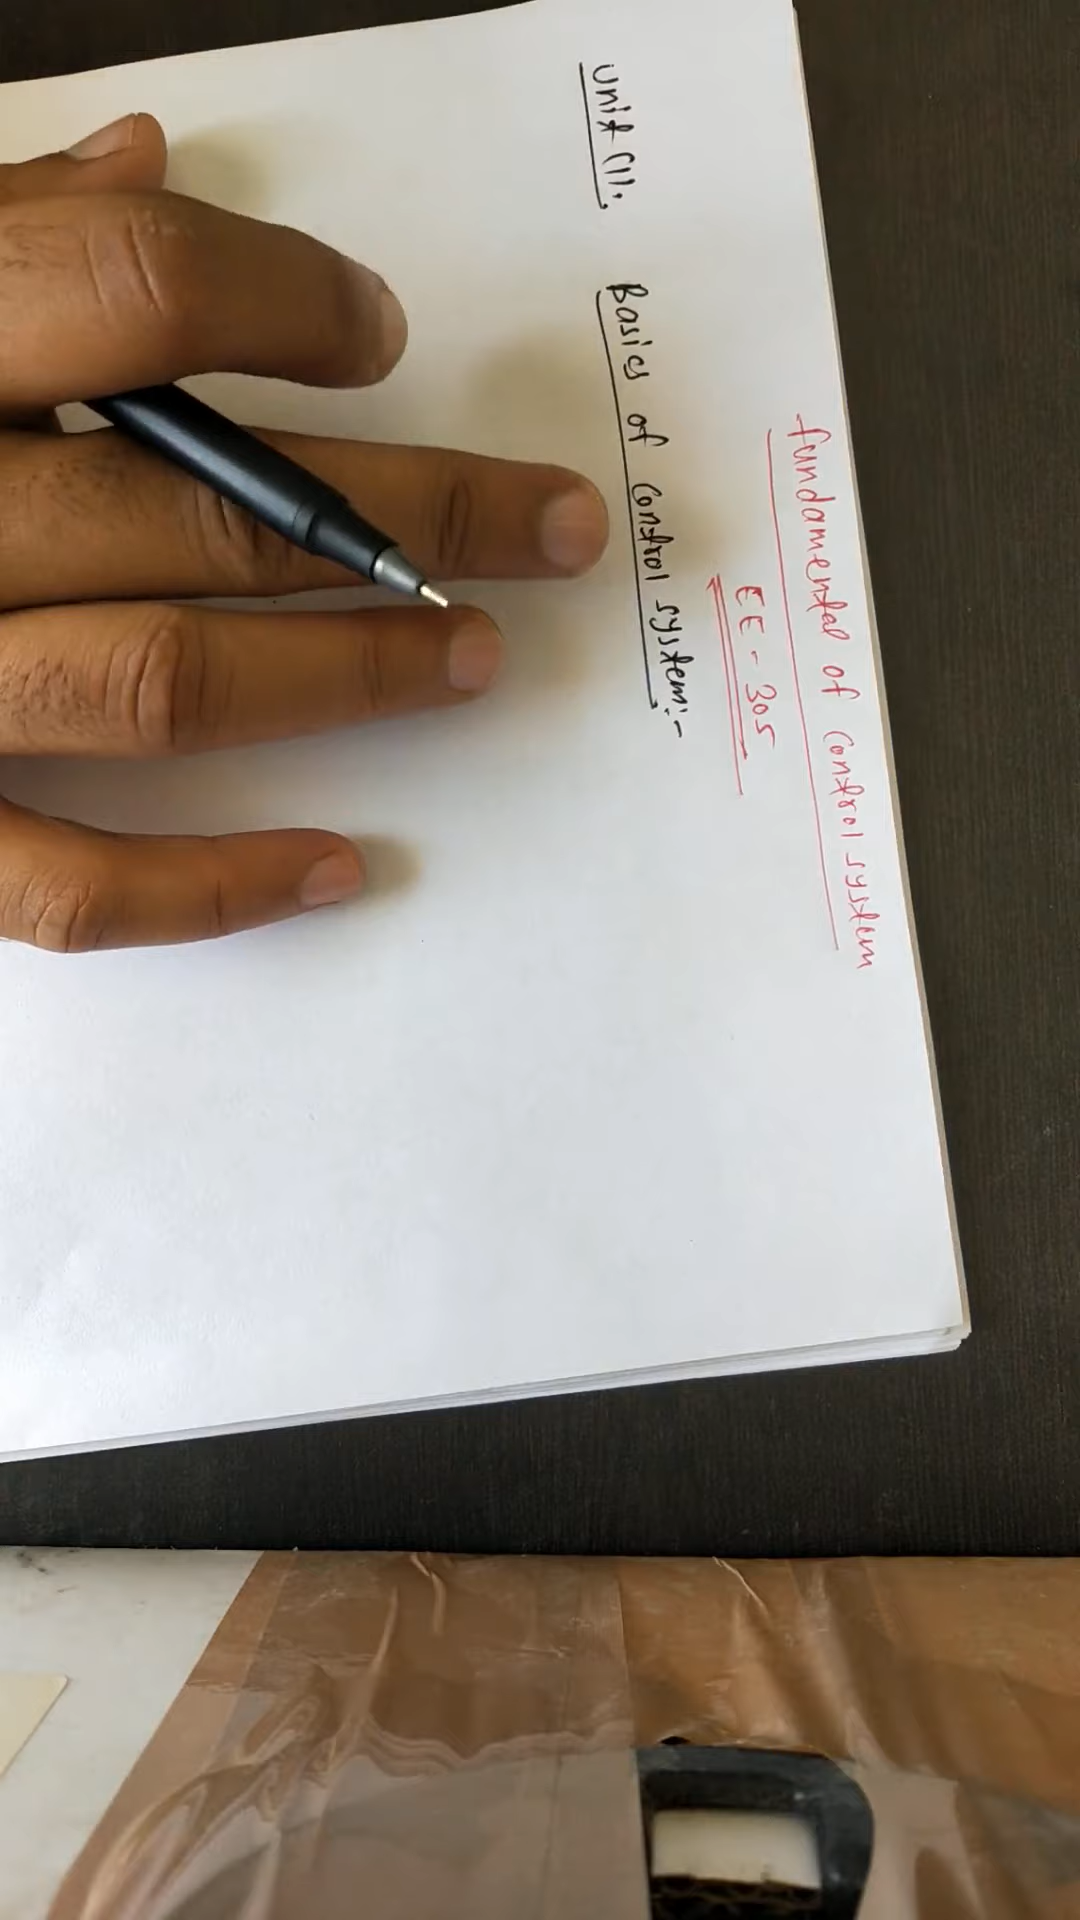 fundamental of control system
EE - 305
Unit (1). Basics of control system:-